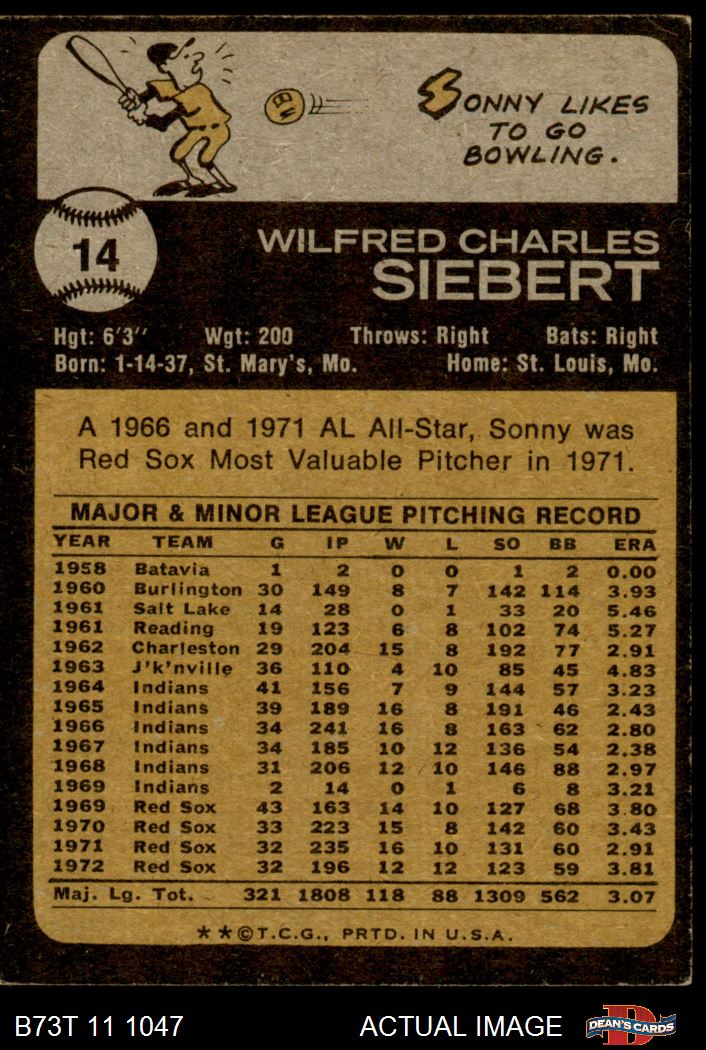 SONNY LIKES
TO GO
BOWLING.
14
WILFRED CHARLES
SIEBERT
Hgt: 6'3" Wgt: 200 Throws: Right Bats: Right
Born: 1-14-37, St. Mary's, Mo. Home: St. Louis, Mo.
A 1966 and 1971 AL All-Star, Sonny was
Red Sox Most Valuable Pitcher in 1971.
MAJOR & MINOR LEAGUE PITCHING RECORD
YEAR TEAM G IP W L SO BB ERA
1958 Batavia 1 2 0 0 1 2 0.00
1960 Burlington 30 149 8 7 142 114 3.93
1961 Salt Lake 14 28 0 1 33 20 5.46
1961 Reading 19 123 6 8 102 74 5.27
1962 Charleston 29 204 15 8 192 77 2.91
1963 J'k'nville 36 110 4 10 85 45 4.83
1964 Indians 41 156 7 9 144 57 3.23
1965 Indians 39 189 16 8 191 46 2.43
1966 Indians 34 241 16 8 163 62 2.80
1967 Indians 34 185 10 12 136 54 2.38
1968 Indians 31 206 12 10 146 88 2.97
1969 Indians 2 14 0 1 6 8 3.21
1969 Red Sox 43 163 14 10 127 68 3.80
1970 Red Sox 33 223 15 8 142 60 3.43
1971 Red Sox 32 235 16 10 131 60 2.91
1972 Red Sox 32 196 12 12 123 59 3.81
Maj. Lg. Tot. 321 1808 118 88 1309 562 3.07
**©T.C.G., PRTD. IN U.S.A.
B73T 11 1047 ACTUAL IMAGE D DEAN'S CARDS